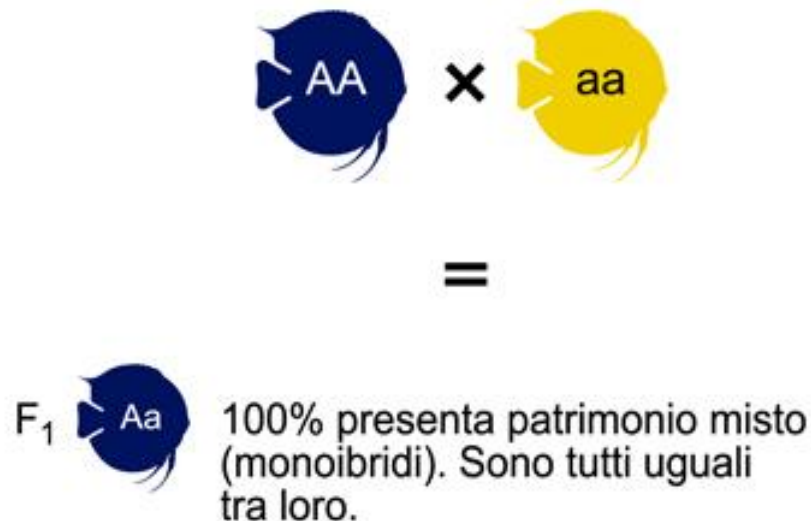 AA × aa
=
F₁ Aa 100% presenta patrimonio misto
(monoibridi). Sono tutti uguali
tra loro.